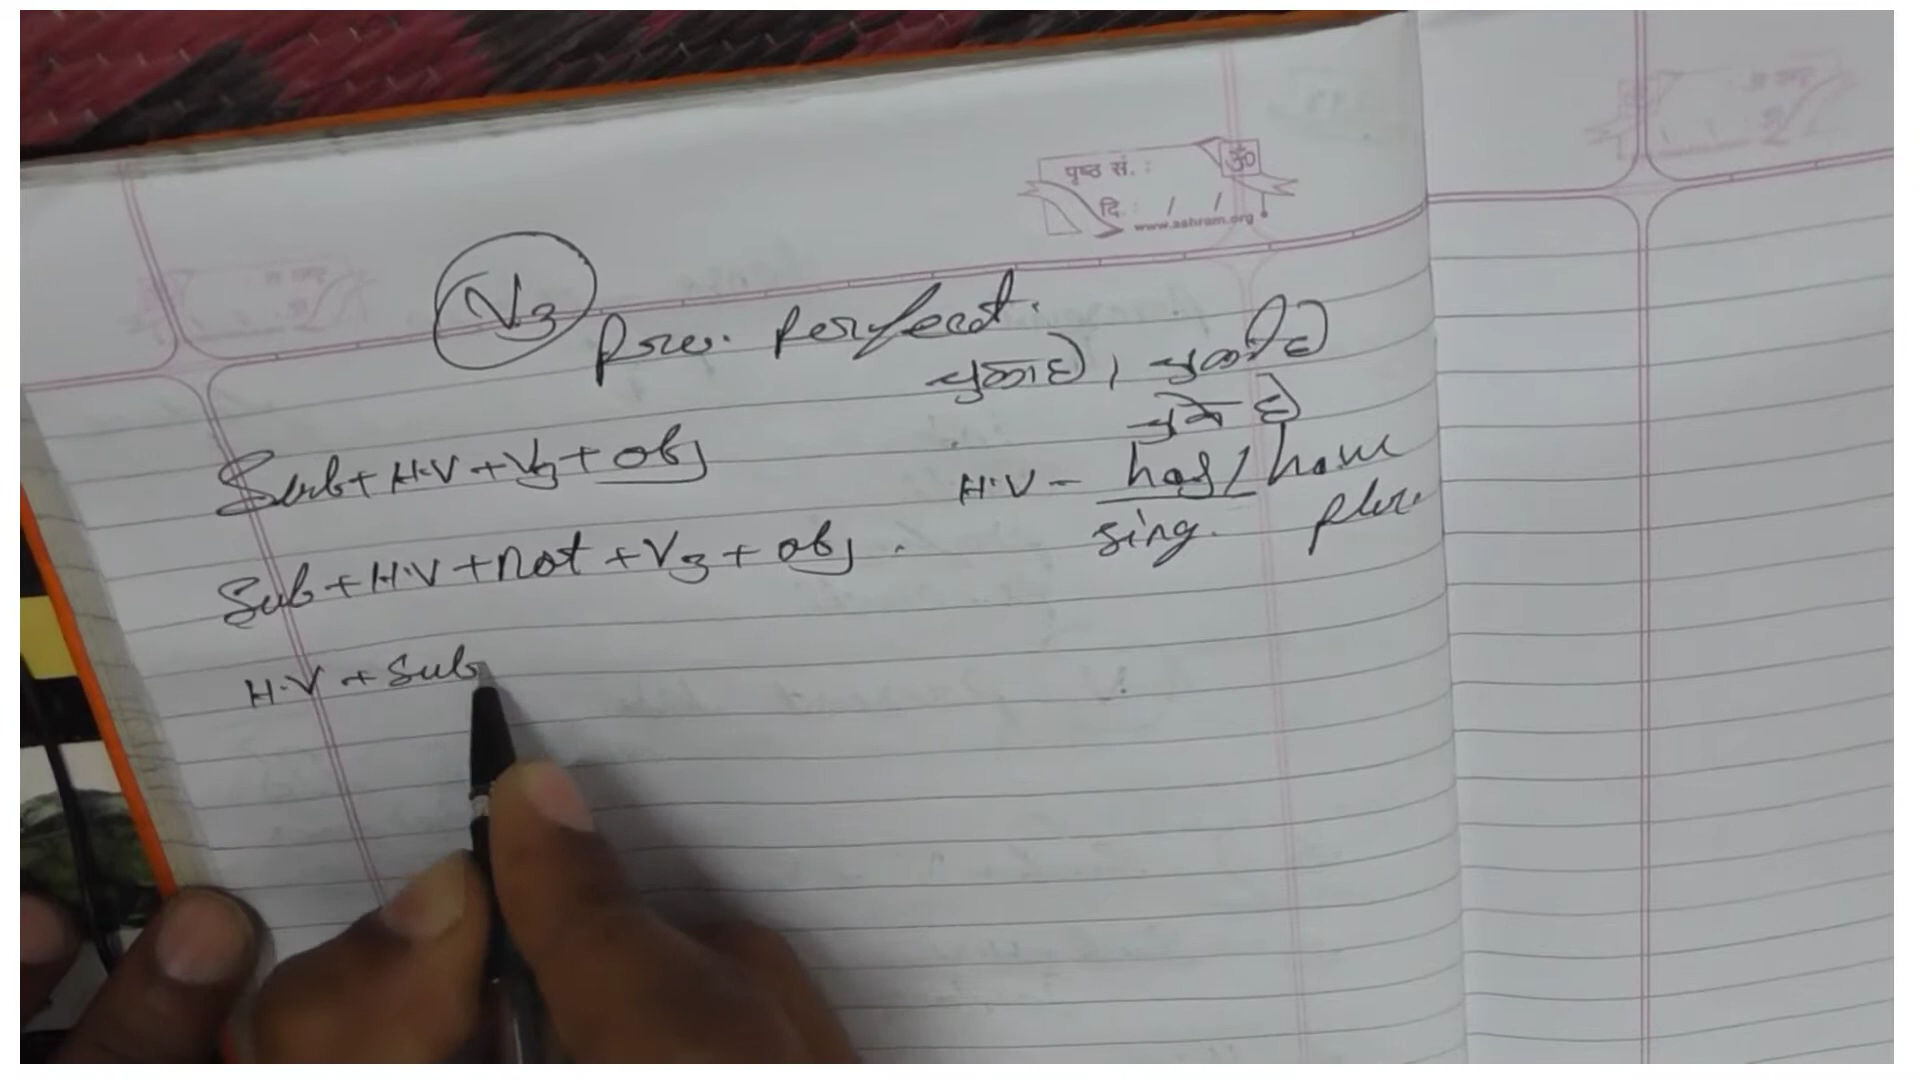 पृष्ठ सं. :
ॐ
दि. : / /
www.ashram.org
V3
Pre. Perfect.
चुका है, चुकी है
चुके है
Sub + H.V + V3 + obj
H.V - has / have
sing. plu.
Sub + H.V + not + V3 + obj .
H.V + Sub